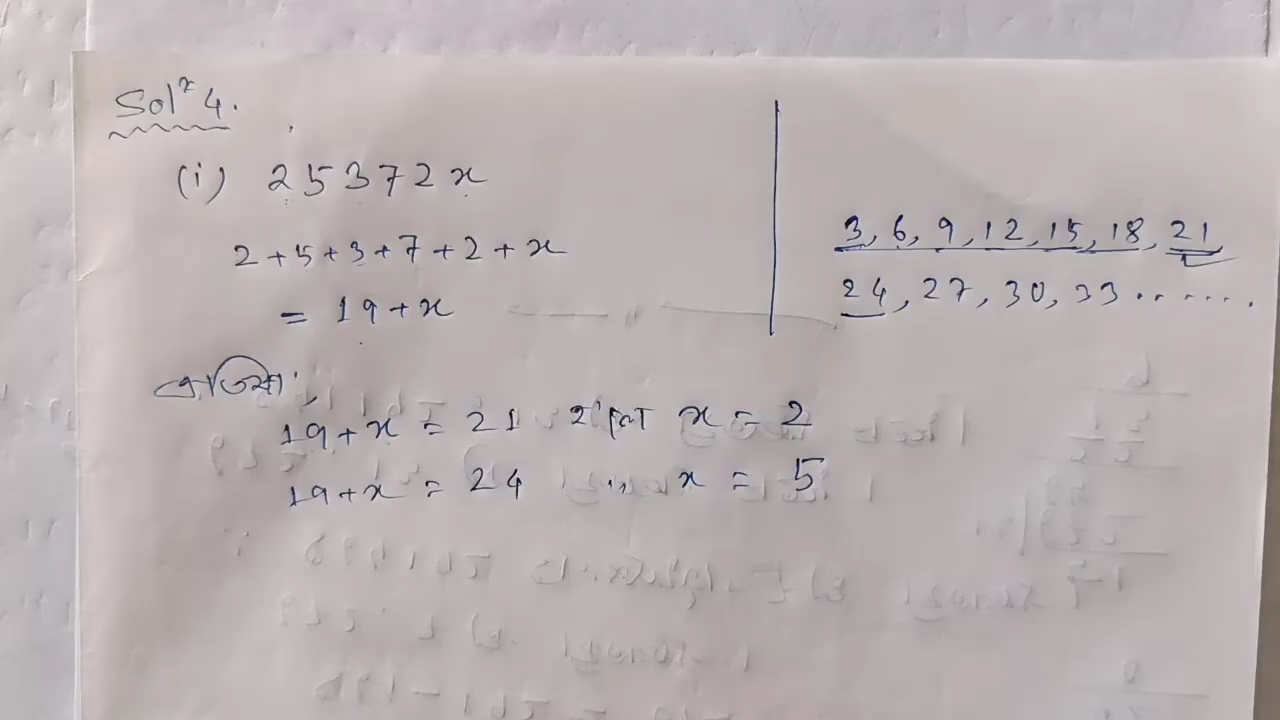 Solⁿ 4.
(i) 25372x
2+5+3+7+2+x
= 19+x
19+x = 21 হলে x = 2
19+x = 24 " x = 5
3, 6, 9, 12, 15, 18, 21,
24, 27, 30, 33 .......